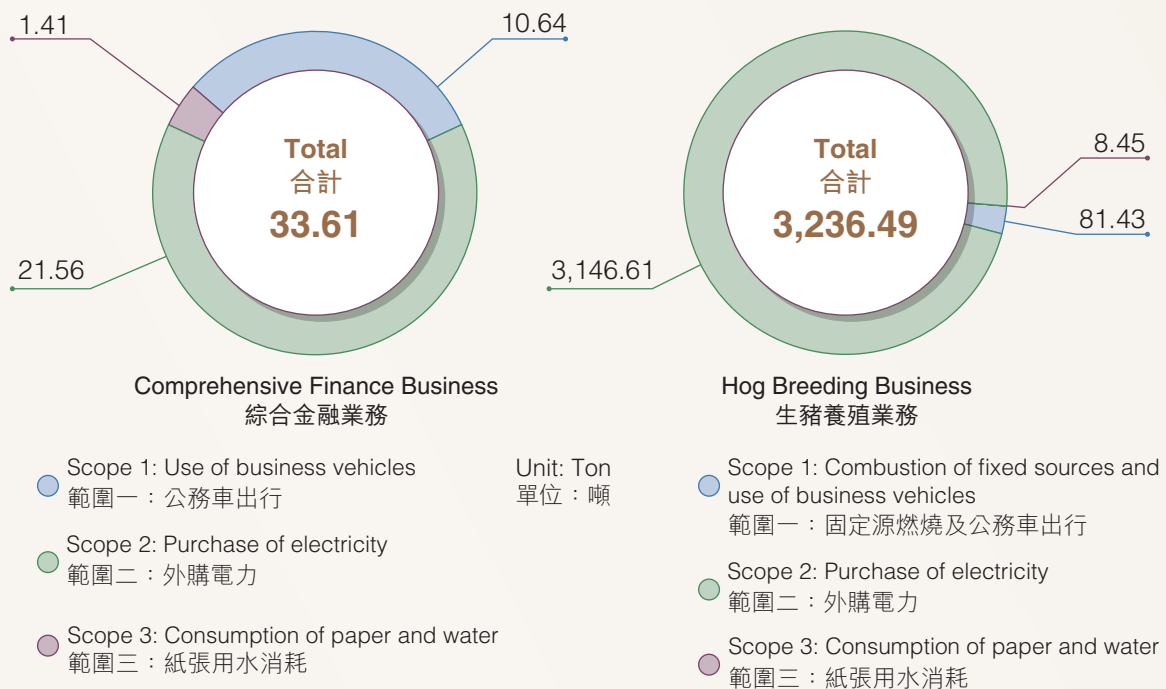 1.41
10.64
Total
合計
33.61
21.56
Comprehensive Finance Business
綜合金融業務
8.45
81.43
Total
合計
3,236.49
3,146.61
Hog Breeding Business
生豬養殖業務
Scope 1: Use of business vehicles
範圍一：公務車出行
Scope 2: Purchase of electricity
範圍二：外購電力
Scope 3: Consumption of paper and water
範圍三：紙張用水消耗
Unit: Ton
單位：噸
Scope 1: Combustion of fixed sources and
use of business vehicles
範圍一：固定源燃燒及公務車出行
Scope 2: Purchase of electricity
範圍二：外購電力
Scope 3: Consumption of paper and water
範圍三：紙張用水消耗